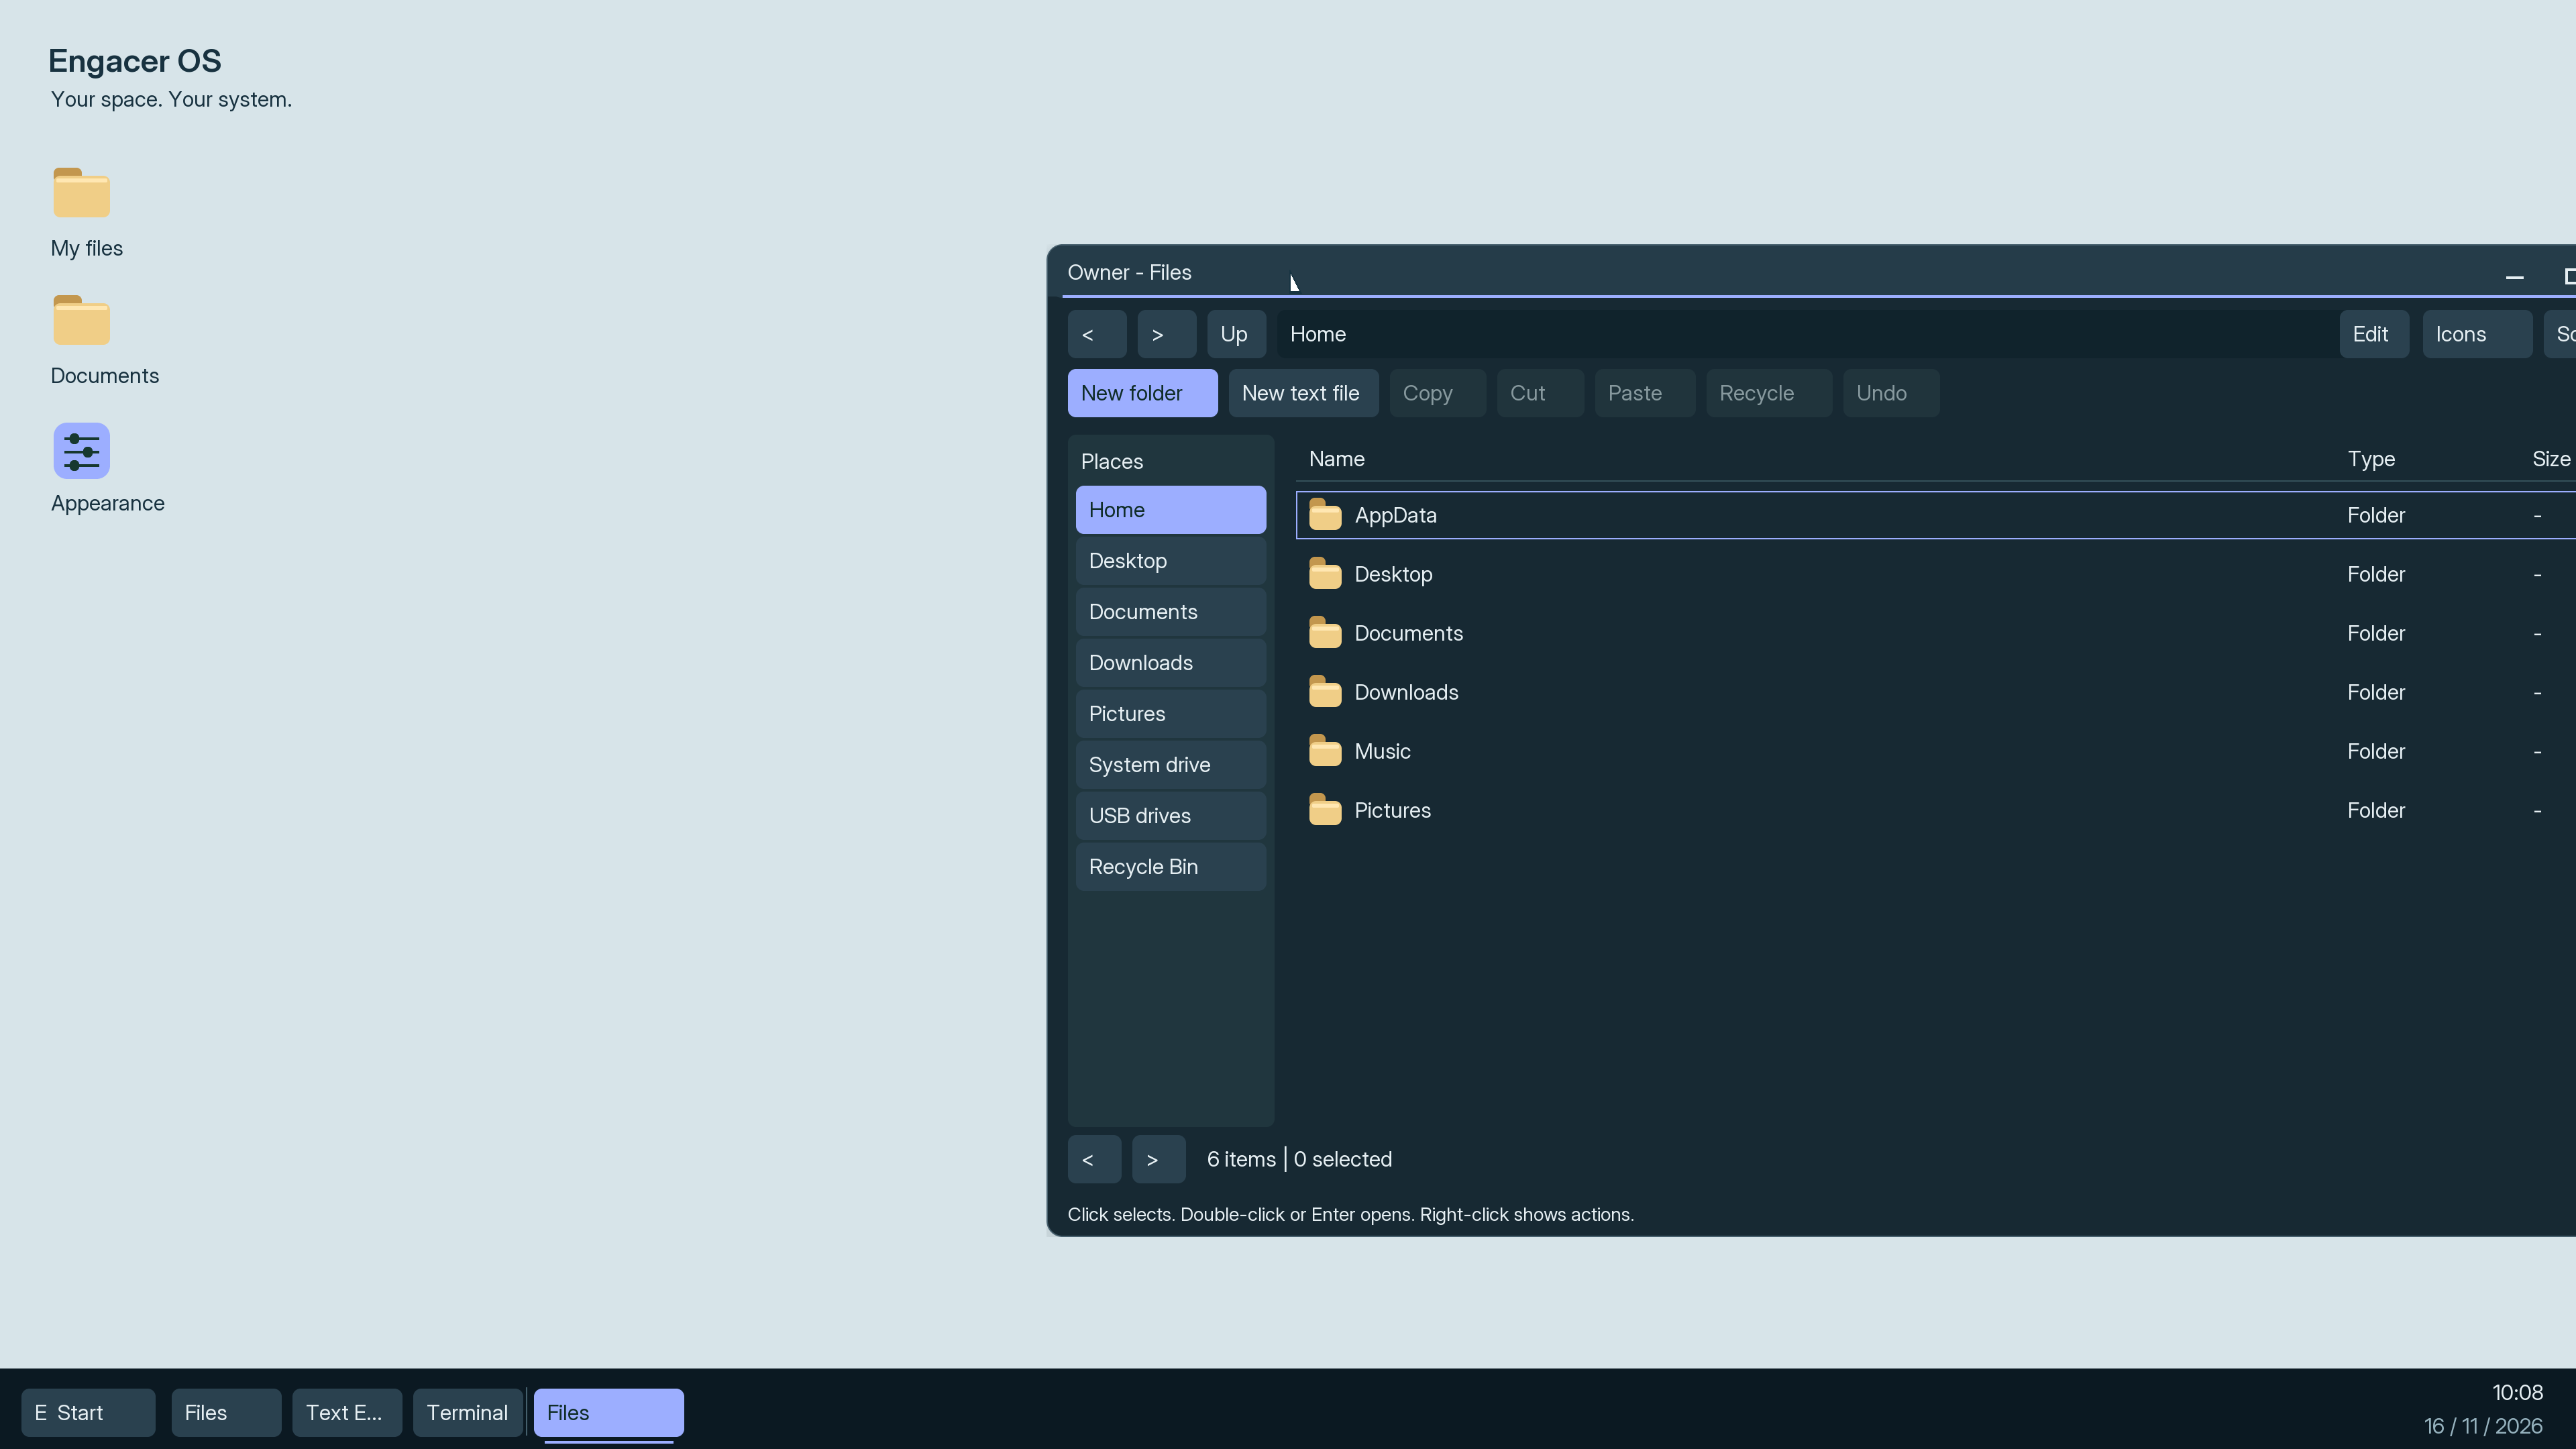 Engacer OS
Your space. Your system.
My files
Documents
Appearance
Owner - Files
< > Up Home Edit Icons
New folder New text file Copy Cut Paste Recycle Undo
Places
Home
Desktop
Documents
Downloads
Pictures
System drive
USB drives
Recycle Bin
Name Type Size
AppData Folder -
Desktop Folder -
Documents Folder -
Downloads Folder -
Music Folder -
Pictures Folder -
< > 6 items | 0 selected
Click selects. Double-click or Enter opens. Right-click shows actions.
E Start Files Text E... Terminal Files
10:08
16 / 11 / 2026